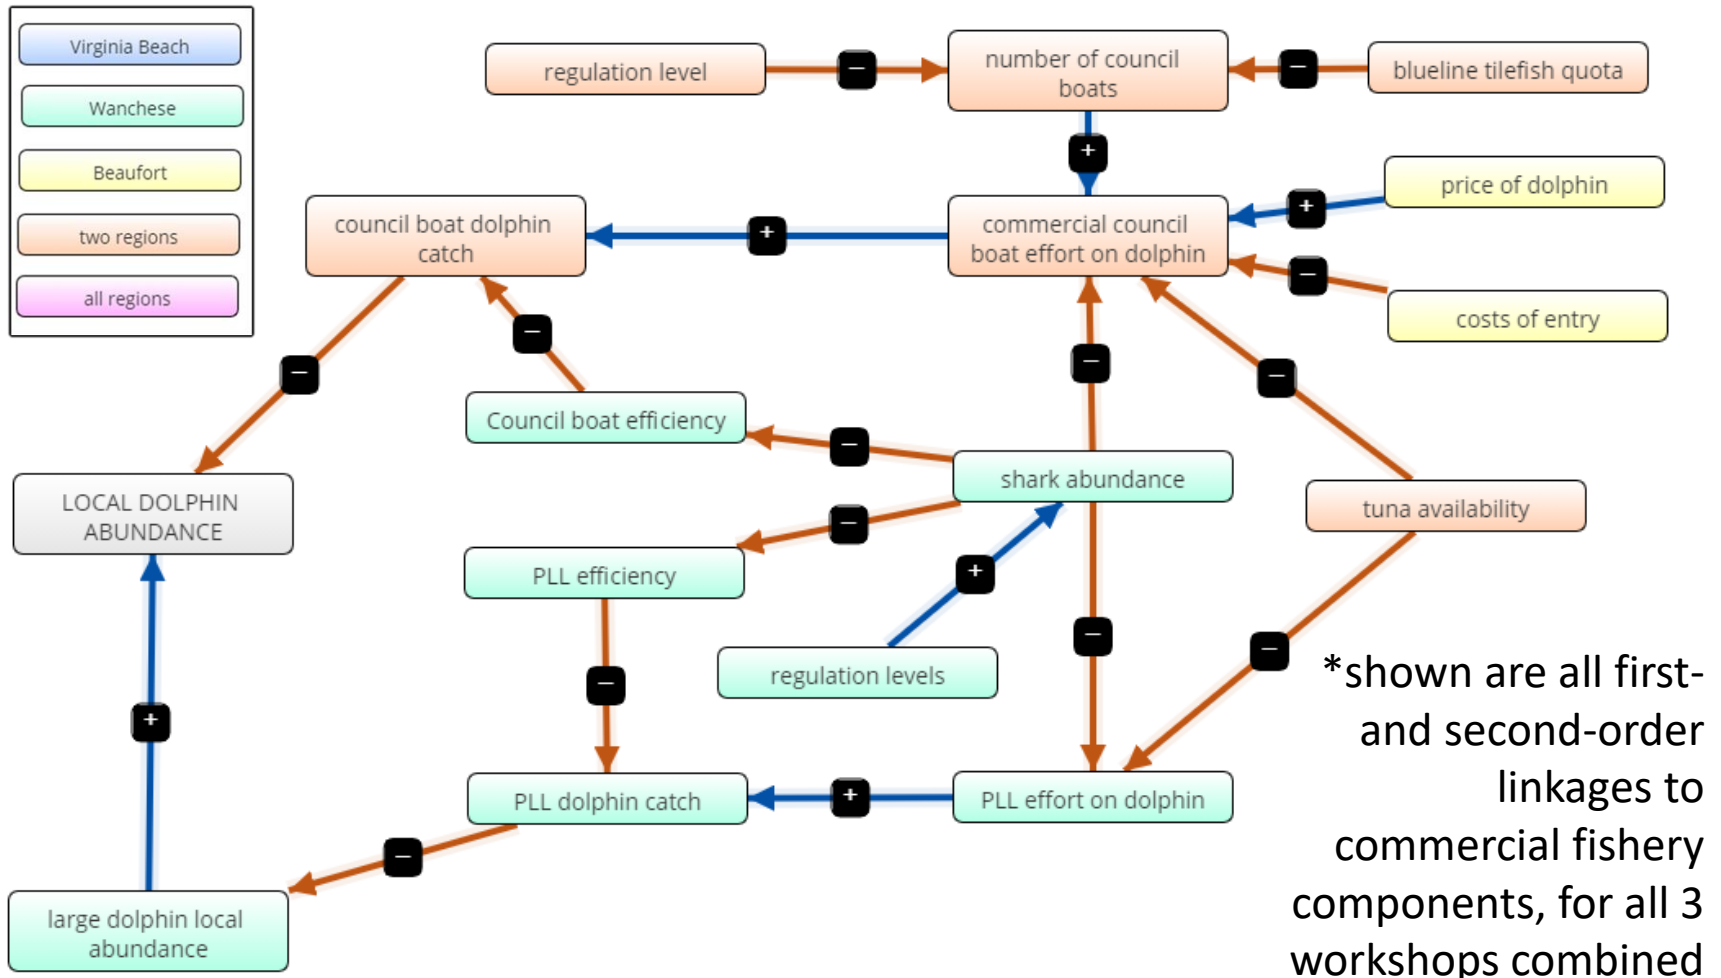 Virginia Beach
Wanchese
Beaufort
two regions
all regions
regulation level
−
number of council
boats
−
blueline tilefish quota
+
price of dolphin
+
council boat dolphin
catch
+
commercial council
boat effort on dolphin
−
costs of entry
−
−
−
−
Council boat efficiency
−
shark abundance
LOCAL DOLPHIN
ABUNDANCE
tuna availability
−
PLL efficiency
+
−
−
regulation levels
−
+
PLL dolphin catch
+
PLL effort on dolphin
−
large dolphin local
abundance
*shown are all first-
and second-order
linkages to
commercial fishery
components, for all 3
workshops combined